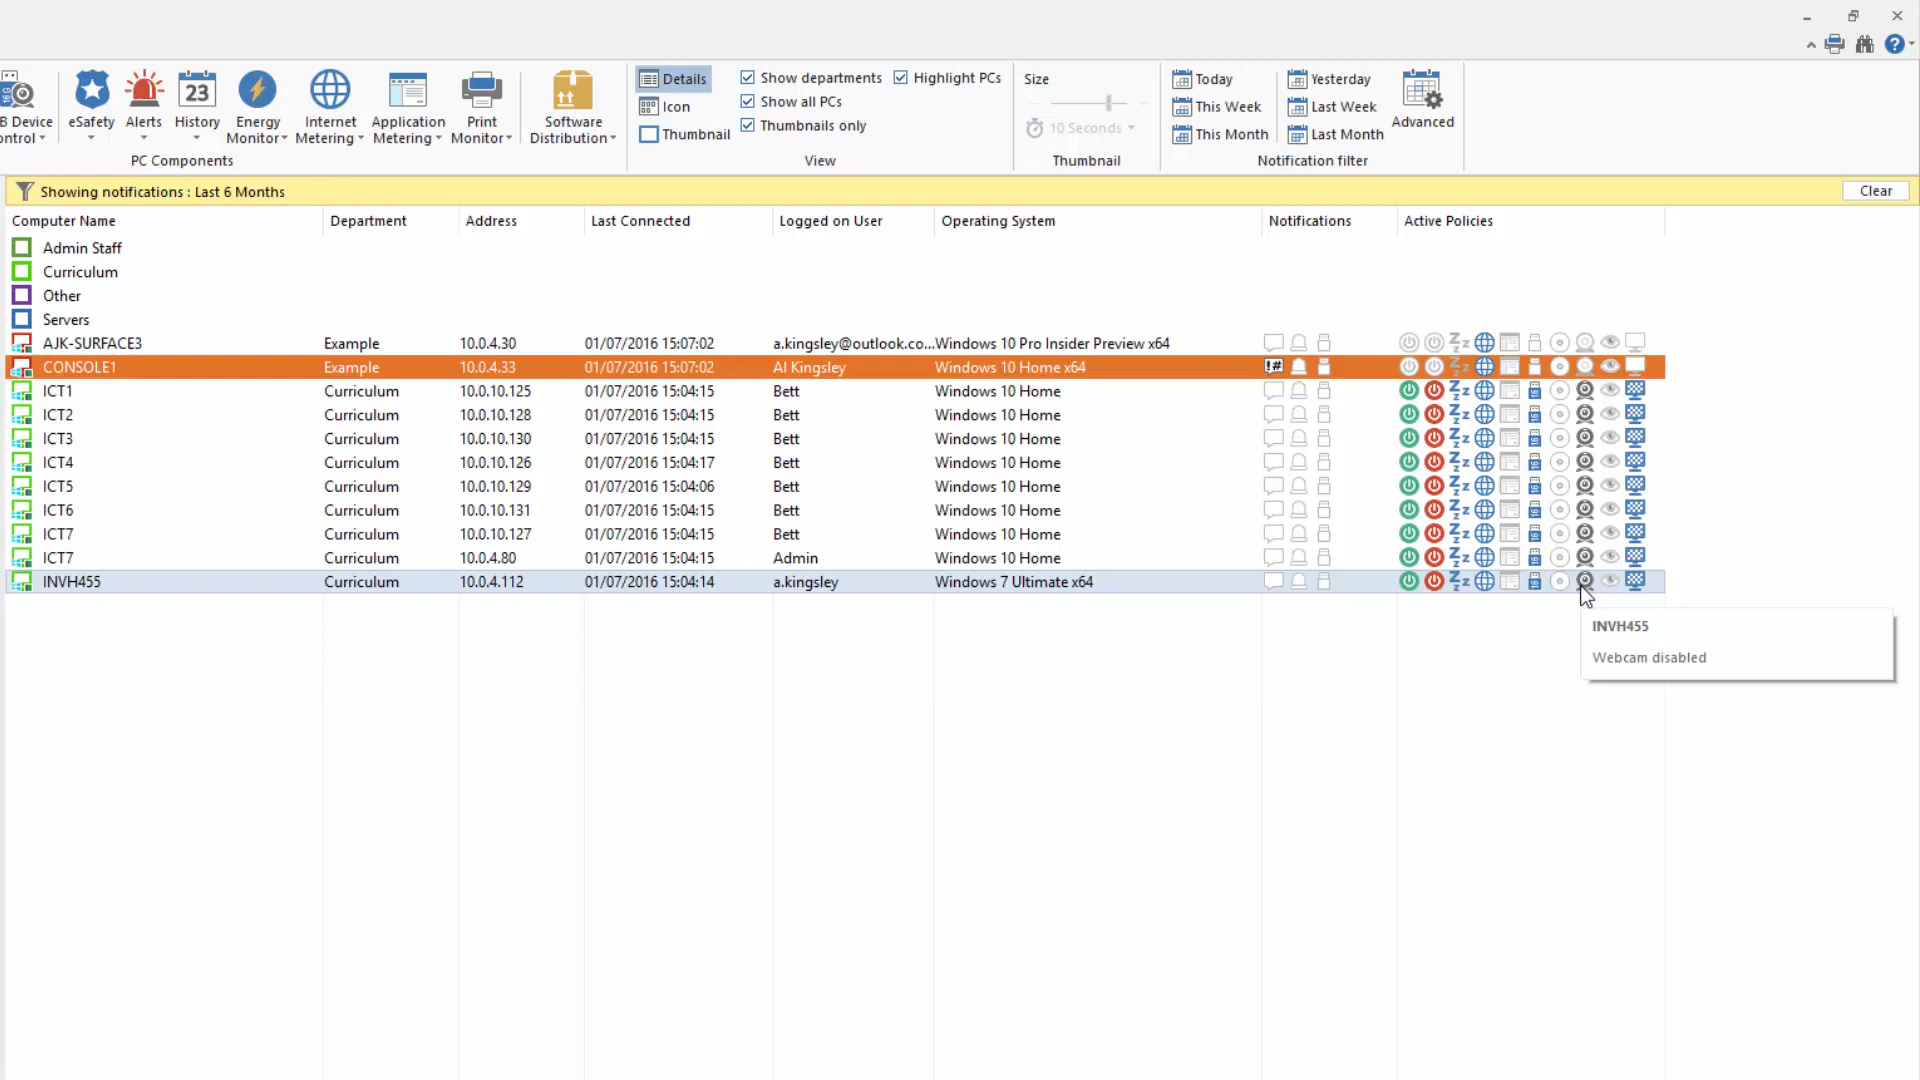 B Device
ontrol
eSafety
Alerts
23
History
Energy
Monitor
Internet
Metering
Application
Metering
Print
Monitor
Software
Distribution
PC Components
Details
Icon
Thumbnail
Show departments
Show all PCs
Thumbnails only
Highlight PCs
View
Size
10 Seconds
Thumbnail
Today
This Week
This Month
Yesterday
Last Week
Last Month
Advanced
Notification filter
Showing notifications : Last 6 Months
Clear
Computer Name Department Address Last Connected Logged on User Operating System Notifications Active Policies
Admin Staff
Curriculum
Other
Servers
AJK-SURFACE3 Example 10.0.4.30 01/07/2016 15:07:02 a.kingsley@outlook.co... Windows 10 Pro Insider Preview x64
CONSOLE1 Example 10.0.4.33 01/07/2016 15:07:02 Al Kingsley Windows 10 Home x64 !#
ICT1 Curriculum 10.0.10.125 01/07/2016 15:04:15 Bett Windows 10 Home
ICT2 Curriculum 10.0.10.128 01/07/2016 15:04:15 Bett Windows 10 Home
ICT3 Curriculum 10.0.10.130 01/07/2016 15:04:15 Bett Windows 10 Home
ICT4 Curriculum 10.0.10.126 01/07/2016 15:04:17 Bett Windows 10 Home
ICT5 Curriculum 10.0.10.129 01/07/2016 15:04:06 Bett Windows 10 Home
ICT6 Curriculum 10.0.10.131 01/07/2016 15:04:15 Bett Windows 10 Home
ICT7 Curriculum 10.0.10.127 01/07/2016 15:04:15 Bett Windows 10 Home
ICT7 Curriculum 10.0.4.80 01/07/2016 15:04:15 Admin Windows 10 Home
INVH455 Curriculum 10.0.4.112 01/07/2016 15:04:14 a.kingsley Windows 7 Ultimate x64
INVH455
Webcam disabled